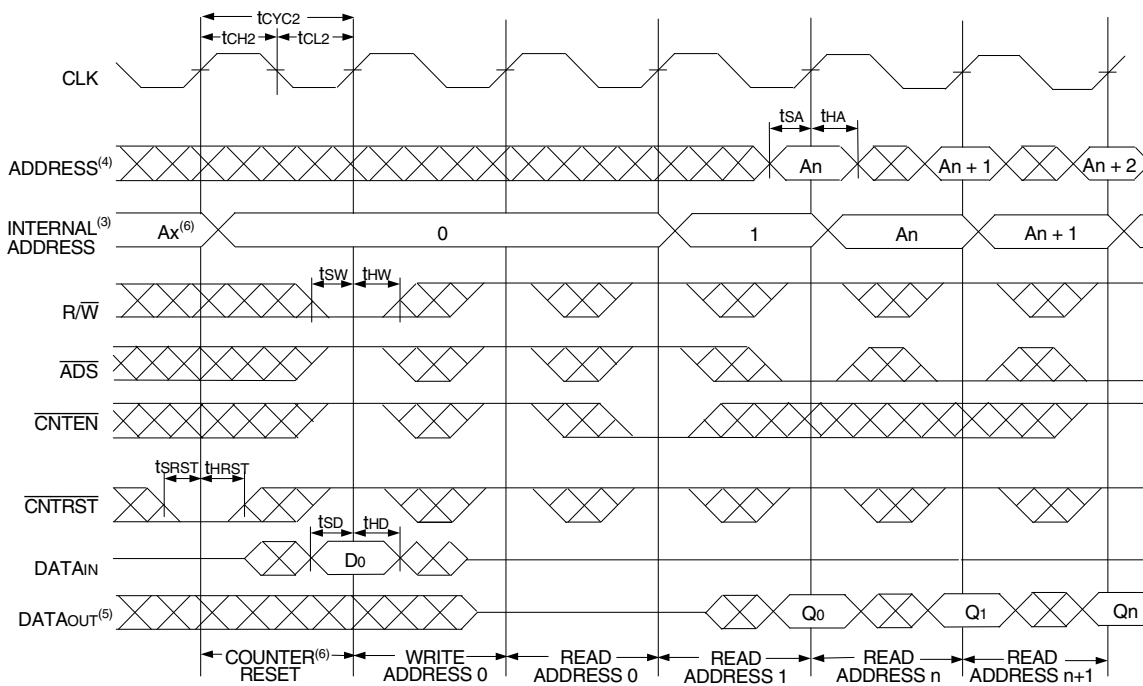 tCYC2
tCH2 tCL2
CLK
tSA tHA
ADDRESS(4) An An + 1 An + 2
INTERNAL(3)
ADDRESS Ax(6) 0 1 An An + 1
tSW tHW
R/W
ADS
CNTEN
tSRST tHRST
CNTRST
tSD tHD
DATAIN D0
DATAOUT(5) Q0 Q1 Qn
COUNTER(6)
RESET
WRITE
ADDRESS 0
READ
ADDRESS 0
READ
ADDRESS 1
READ
ADDRESS n
READ
ADDRESS n+1